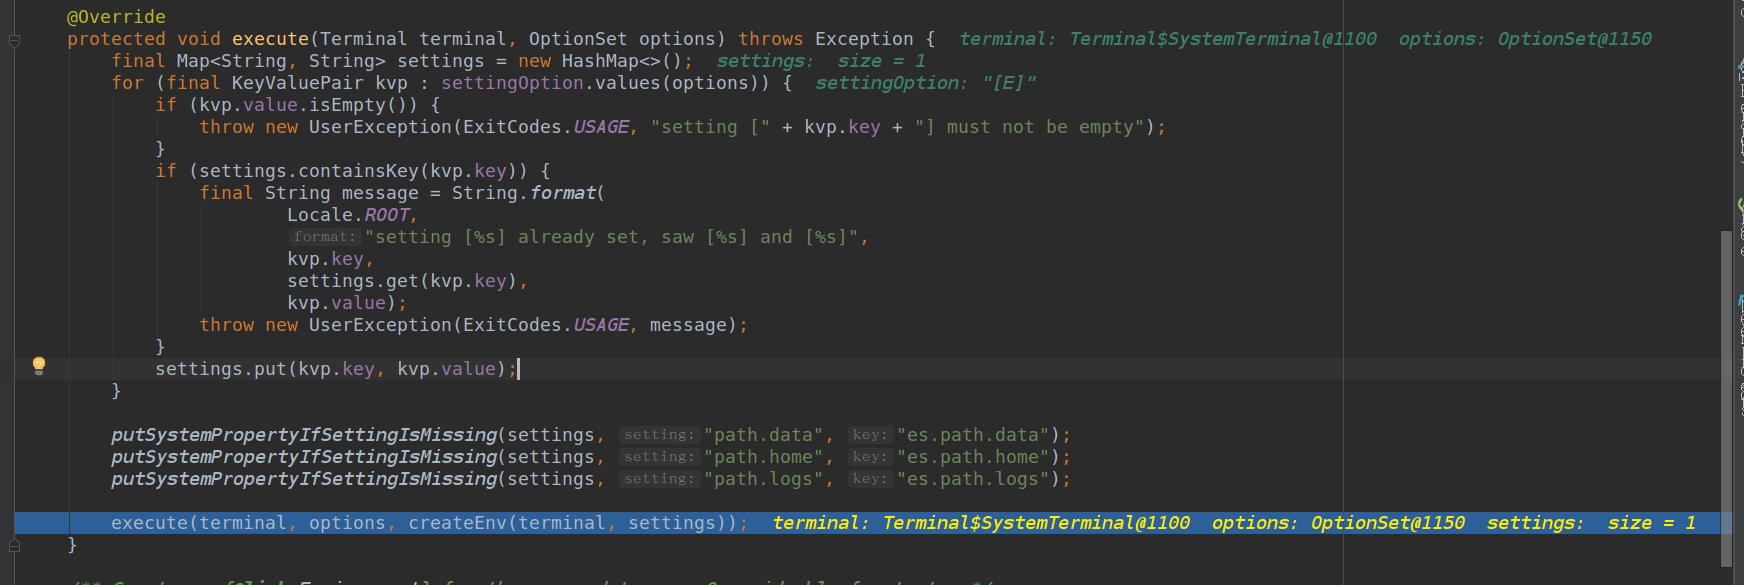 @Override
protected void execute(Terminal terminal, OptionSet options) throws Exception {  terminal: Terminal$SystemTerminal@1100  options: OptionSet@1150
final Map<String, String> settings = new HashMap<>();  settings:  size = 1
for (final KeyValuePair kvp : settingOption.values(options)) {  settingOption: "[E]"
if (kvp.value.isEmpty()) {
throw new UserException(ExitCodes.USAGE, "setting [" + kvp.key + "] must not be empty");
}
if (settings.containsKey(kvp.key)) {
final String message = String.format(
Locale.ROOT,
format: "setting [%s] already set, saw [%s] and [%s]",
kvp.key,
settings.get(kvp.key),
kvp.value);
throw new UserException(ExitCodes.USAGE, message);
}
settings.put(kvp.key, kvp.value);
}
putSystemPropertyIfSettingIsMissing(settings, setting: "path.data", key: "es.path.data");
putSystemPropertyIfSettingIsMissing(settings, setting: "path.home", key: "es.path.home");
putSystemPropertyIfSettingIsMissing(settings, setting: "path.logs", key: "es.path.logs");
execute(terminal, options, createEnv(terminal, settings));  terminal: Terminal$SystemTerminal@1100  options: OptionSet@1150  settings:  size = 1
}